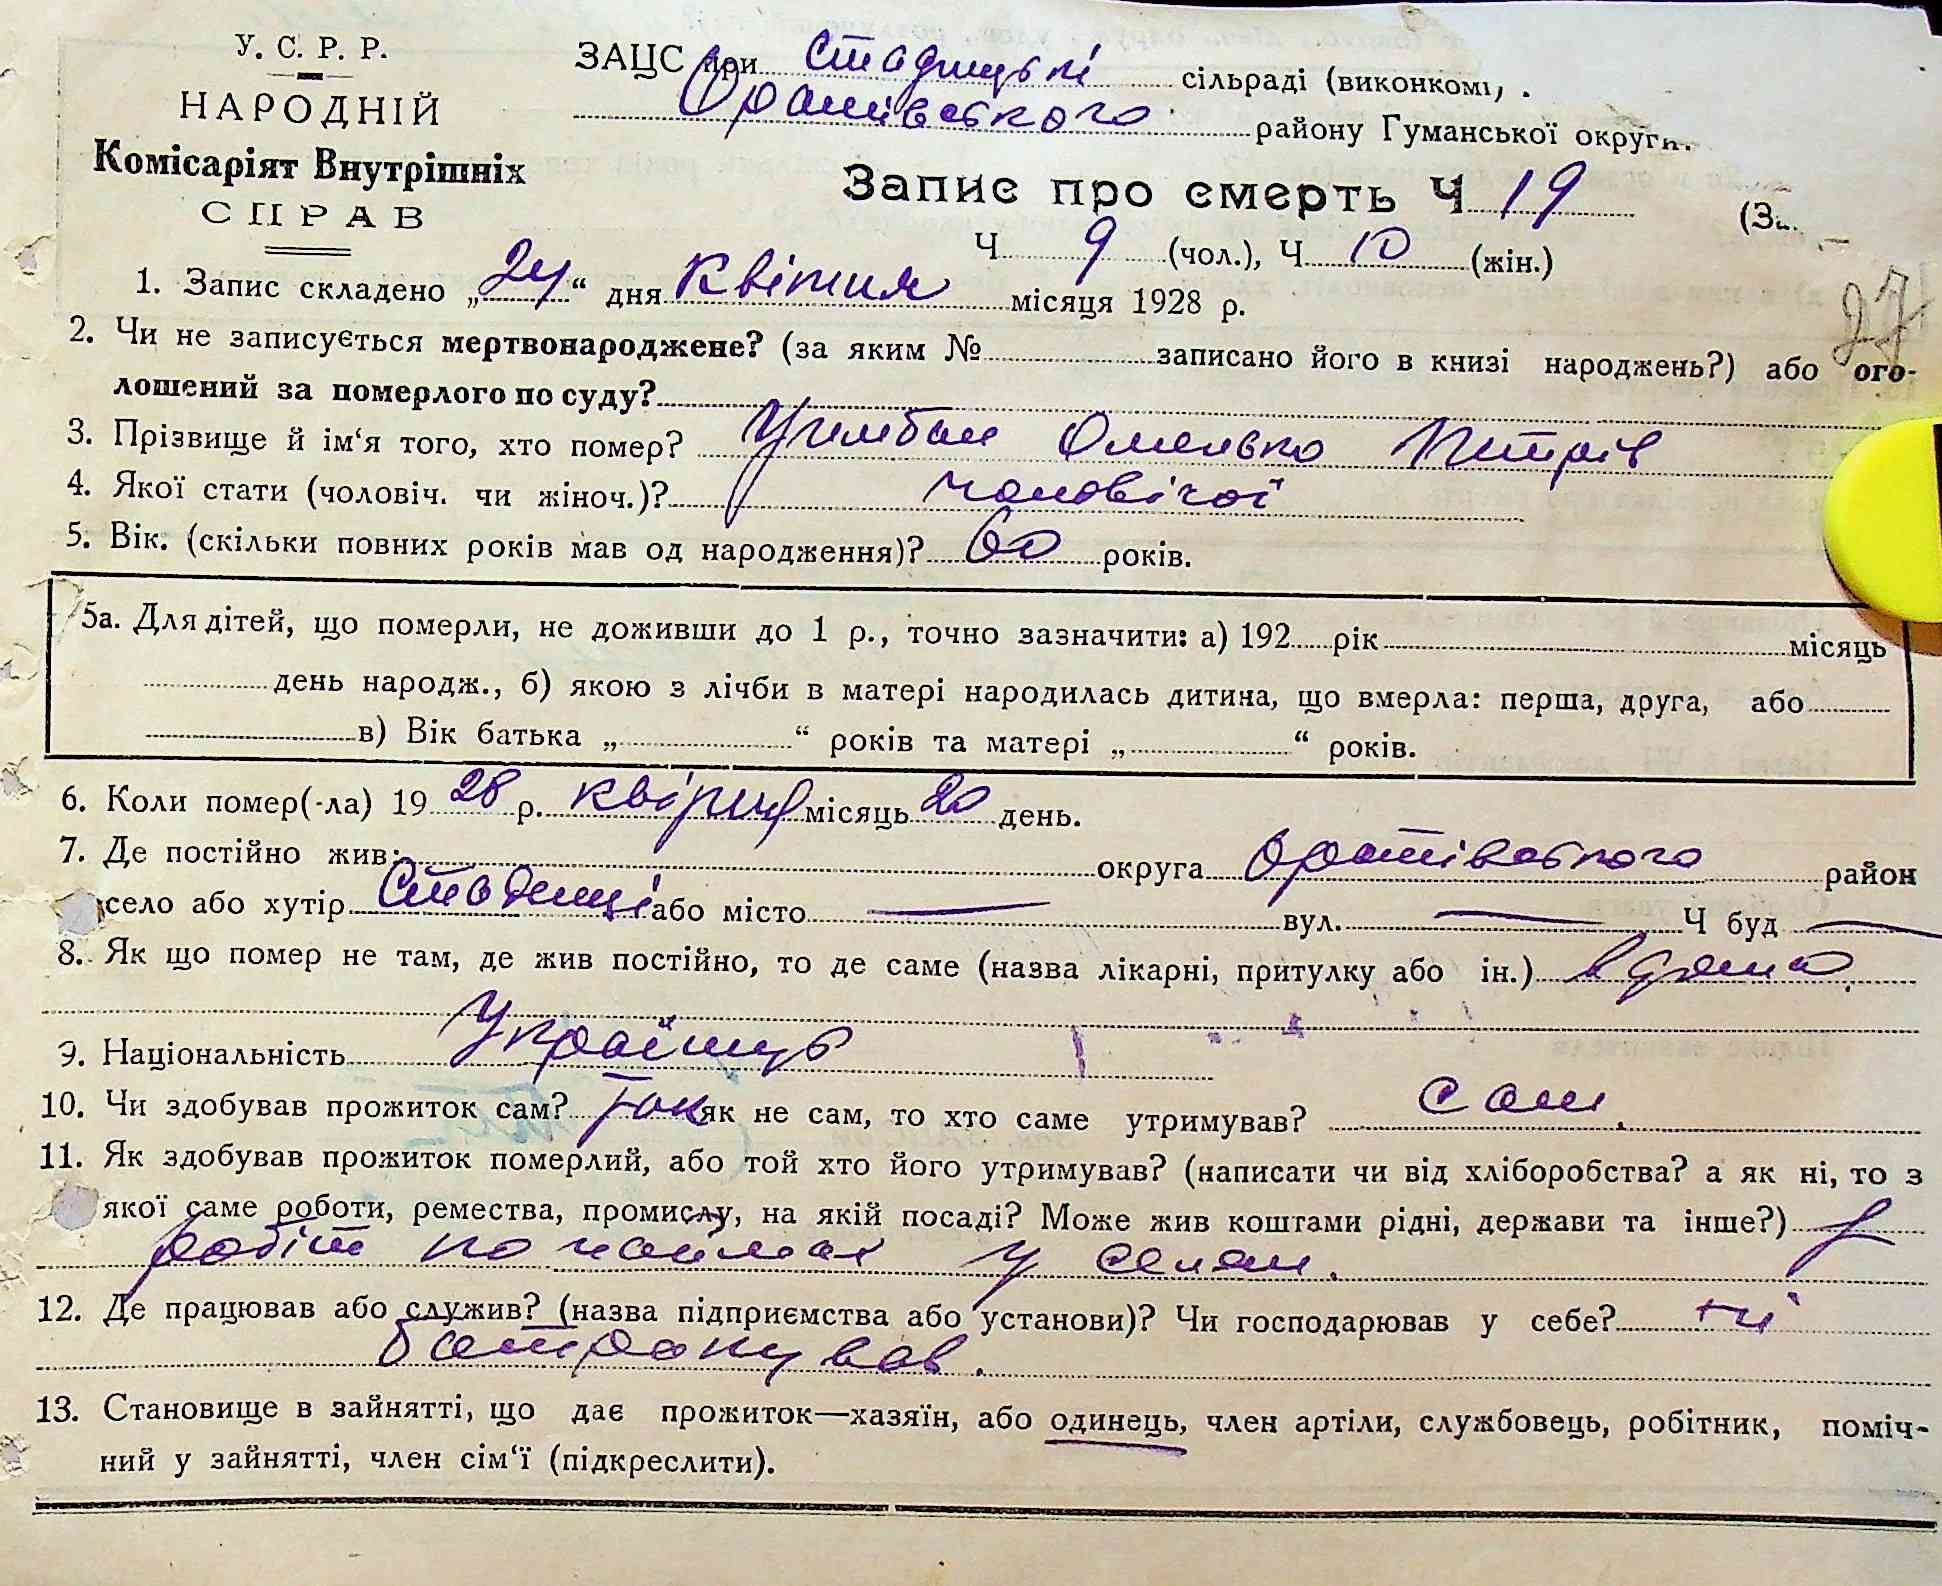 У. С. Р. Р.
НАРОДНІЙ
Комісаріят Внутрішніх
СПРАВ
ЗАЦС при Стадницькі сільраді (виконкомі)
Оратівського району Гуманської округи.
Запис про смерть Ч 19
Ч 9 (чол.), Ч 10 (жін.)
27
1. Запис складено „24“ дня квітня місяця 1928 р.
2. Чи не записується мертвонароджене? (за яким № записано його в книзі народжень?) або ого-
лошений за померлого по суду?
3. Прізвище й ім‘я того, хто помер? Омелько Петрів
4. Якої стати (чоловіч. чи жіноч.)? чоловічої
5. Вік. (скільки повних років мав од народження)? 60 років.
5а. Для дітей, що померли, не доживши до 1 р., точно зазначити: а) 192 рік місяць
день народж., б) якою з лічби в матері народилась дитина, що вмерла: перша, друга, або
в) Вік батька „ “ років та матері „ “ років.
6. Коли помер(-ла) 1928 р. місяць 20 день.
7. Де постійно жив: округа Оратівського район
село або хутір Стадниці або місто — вул. — Ч буд —
8. Як що помер не там, де жив постійно, то де саме (назва лікарні, притулку або ін.) вдома.
9. Національність Українець
10. Чи здобував прожиток сам? так як не сам, то хто саме утримував? сам.
11. Як здобував прожиток померлий, або той хто його утримував? (написати чи від хліборобства? а як ні, то з
якої саме роботи, ремества, промислу, на якій посаді? Може жив коштами рідні, держави та інше?) з
робіт по наймах у селян.
12. Де працював або служив? (назва підприємства або установи)? Чи господарював у себе? ні
батракував.
13. Становище в зайнятті, що дає прожиток—хазяїн, або одинець, член артіли, службовець, робітник, поміч-
ний у зайнятті, член сім‘ї (підкреслити).